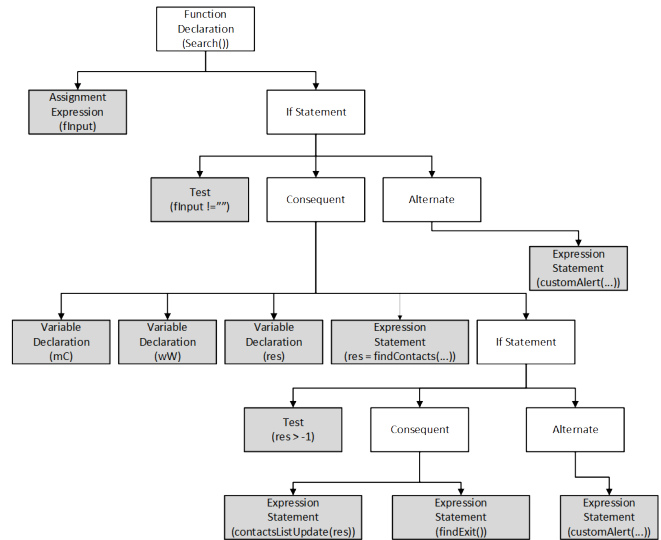 Function
Declaration
(Search())
Assignment
Expression
(fInput)
If Statement
Test
(fInput !="")
Consequent
Alternate
Expression
Statement
(customAlert(...))
Variable
Declaration
(mC)
Variable
Declaration
(wW)
Variable
Declaration
(res)
Expression
Statement
(res = findContacts(...))
If Statement
Test
(res > -1)
Consequent
Alternate
Expression
Statement
(contactsListUpdate(res))
Expression
Statement
(findExit())
Expression
Statement
(customAlert(...))